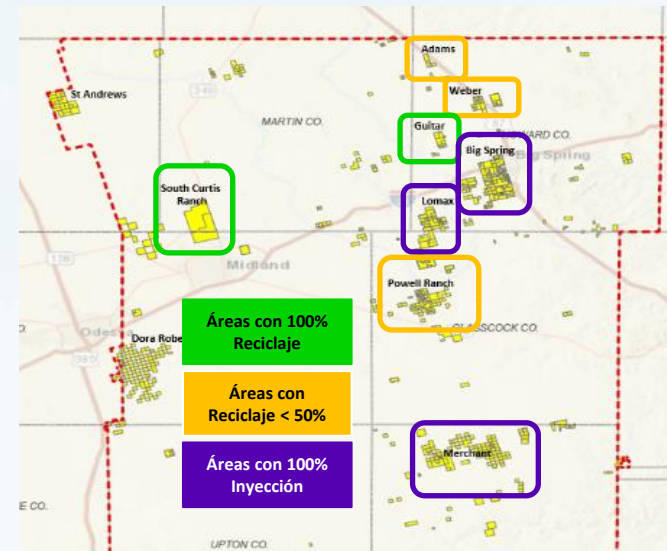 Adams
St Andrews
Weber
MARTIN CO.
Guitar
HOWARD CO.
Big Spring
Big Spring
South Curtis
Ranch
Lomax
Midland
Powell Ranch
Odessa
Áreas con 100%
Reciclaje
GLASSCOCK CO.
Dora Robe
Áreas con
Reciclaje < 50%
Áreas con 100%
Inyección
Merchant
E CO.
UPTON CO.